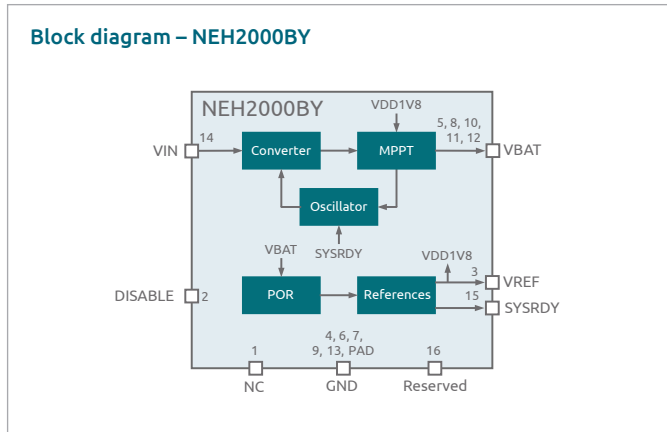 Block diagram – NEH2000BY
NEH2000BY
VDD1V8
14
5, 8, 10,
11, 12
VIN
Converter
MPPT
VBAT
Oscillator
VBAT
SYSRDY
VDD1V8
3
VREF
DISABLE
2
POR
References
15
SYSRDY
4, 6, 7,
9, 13, PAD
1
16
NC
GND
Reserved